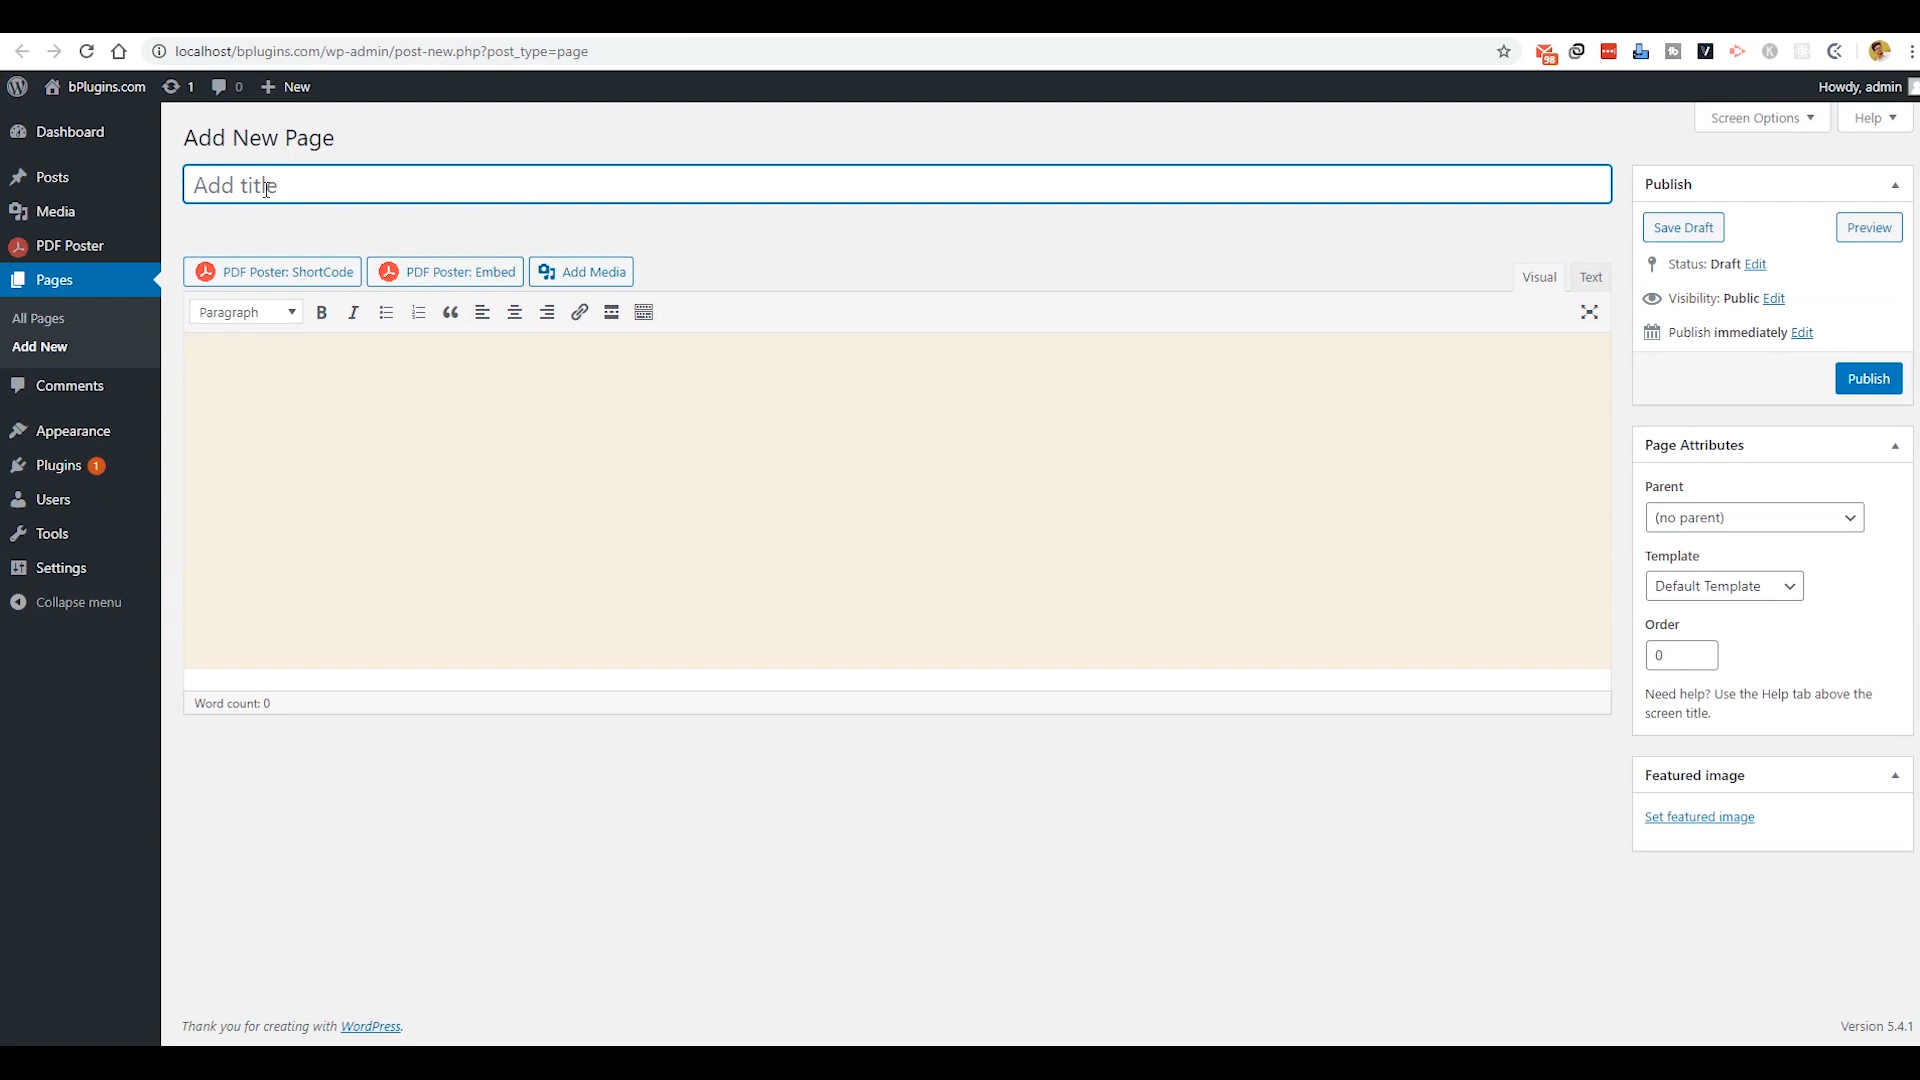 localhost/bplugins.com/wp-admin/post-new.php?post_type=page
98
bPlugins.com 1 0 New
Howdy, admin
Screen Options
Help
Dashboard
Posts
Media
PDF Poster
Pages
All Pages
Add New
Comments
Appearance
Plugins 1
Users
Tools
Settings
Collapse menu
Add New Page
Add title
PDF Poster: ShortCode
PDF Poster: Embed
Add Media
Visual
Text
Paragraph
Word count: 0
Publish
Save Draft
Preview
Status: Draft Edit
Visibility: Public Edit
Publish immediately Edit
Publish
Page Attributes
Parent
(no parent)
Template
Default Template
Order
0
Need help? Use the Help tab above the
screen title.
Featured image
Set featured image
Thank you for creating with WordPress.
Version 5.4.1